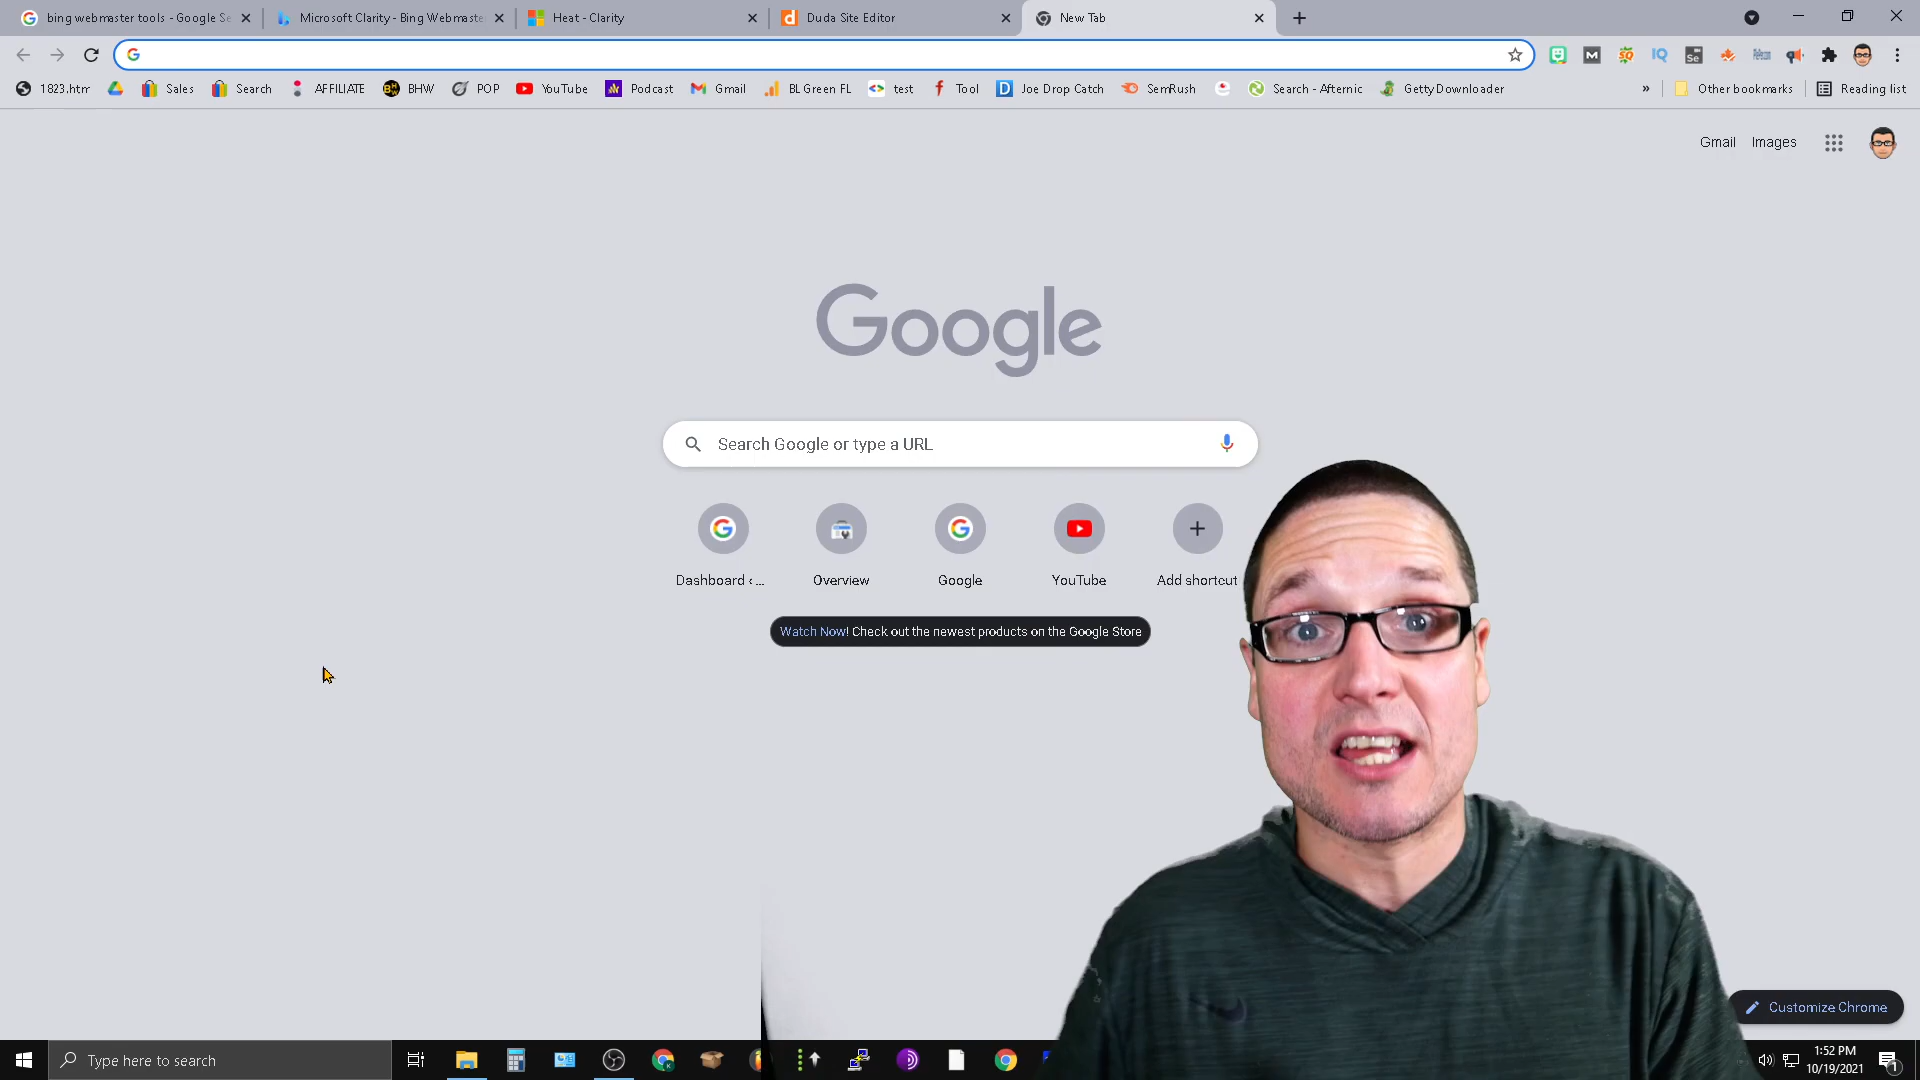 bing webmaster tools - Google Se
Microsoft Clarity - Bing Webmaste
Heat - Clarity
Duda Site Editor
New Tab
1823.htm
Sales
Search
AFFILIATE
BHW
POP
YouTube
Podcast
Gmail
BL Green FL
test
Tool
Joe Drop Catch
SemRush
Search - Afternic
GettyDownloader
»
Other bookmarks
Reading list
Gmail
Images
Google
Search Google or type a URL
Dashboard ‹ ...
Overview
Google
YouTube
Add shortcut
Watch Now! Check out the newest products on the Google Store
Customize Chrome
Type here to search
1:52 PM
10/19/2021